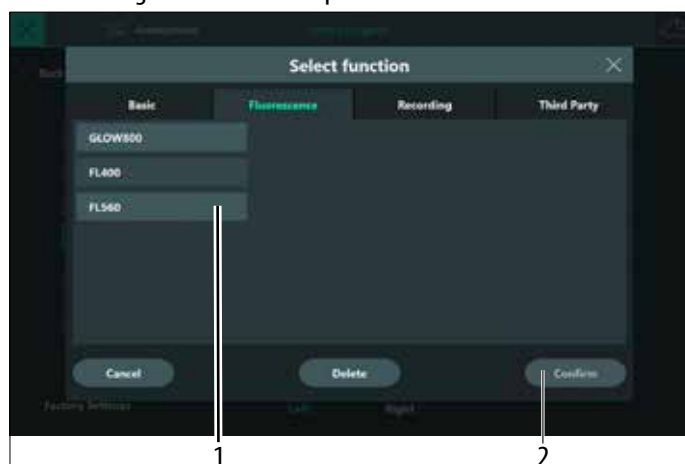 Select function
Back
Basic Fluorescence Recording Third Party
GLOW800
FL400
FL560
Cancel Delete Confirm
Factory Settings Left Right
1 2